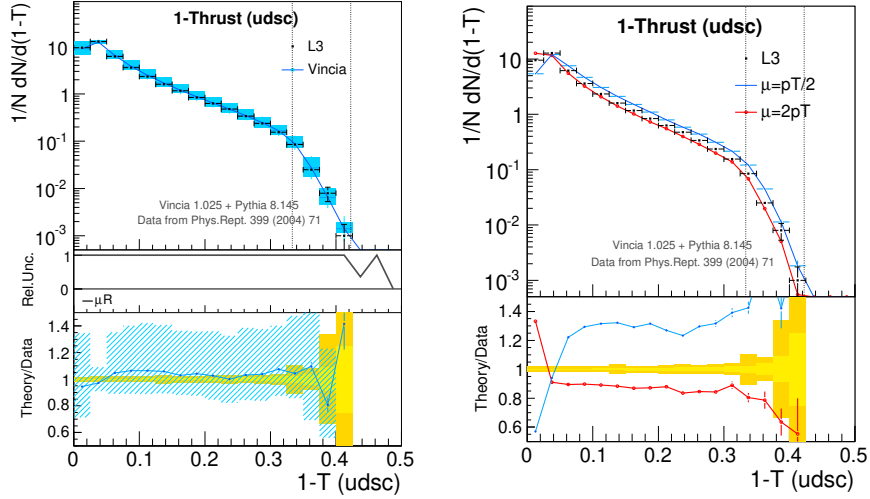 1-Thrust (udsc)
1/N dN/d(1-T)
10
1
10⁻¹
10⁻²
10⁻³
L3
Vincia
Vincia 1.025 + Pythia 8.145
Data from Phys.Rept. 399 (2004) 71
Rel.Unc.
1
0
μR
Theory/Data
1.4
1.2
1
0.8
0.6
0 0.1 0.2 0.3 0.4 0.5
1-T (udsc)
1-Thrust (udsc)
1/N dN/d(1-T)
10
1
10⁻¹
10⁻²
10⁻³
L3
μ=pT/2
μ=2pT
Vincia 1.025 + Pythia 8.145
Data from Phys.Rept. 399 (2004) 71
Theory/Data
1.4
1.2
1
0.8
0.6
0 0.1 0.2 0.3 0.4 0.5
1-T (udsc)